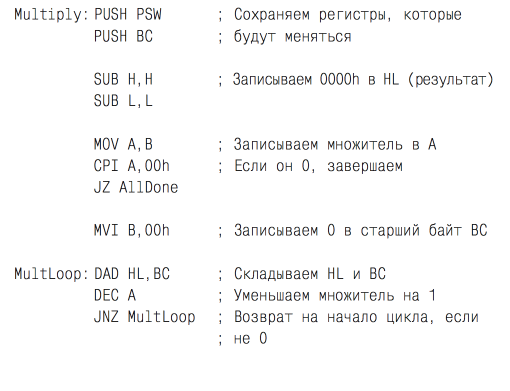 Multiply: PUSH PSW ; Сохраняем регистры, которые
PUSH BC ; будут меняться
SUB H,H ; Записываем 0000h в HL (результат)
SUB L,L
MOV A,B ; Записываем множитель в A
CPI A,00h ; Если он 0, завершаем
JZ AllDone
MVI B,00h ; Записываем 0 в старший байт BC
MultLoop: DAD HL,BC ; Складываем HL и BC
DEC A ; Уменьшаем множитель на 1
JNZ MultLoop ; Возврат на начало цикла, если
; не 0